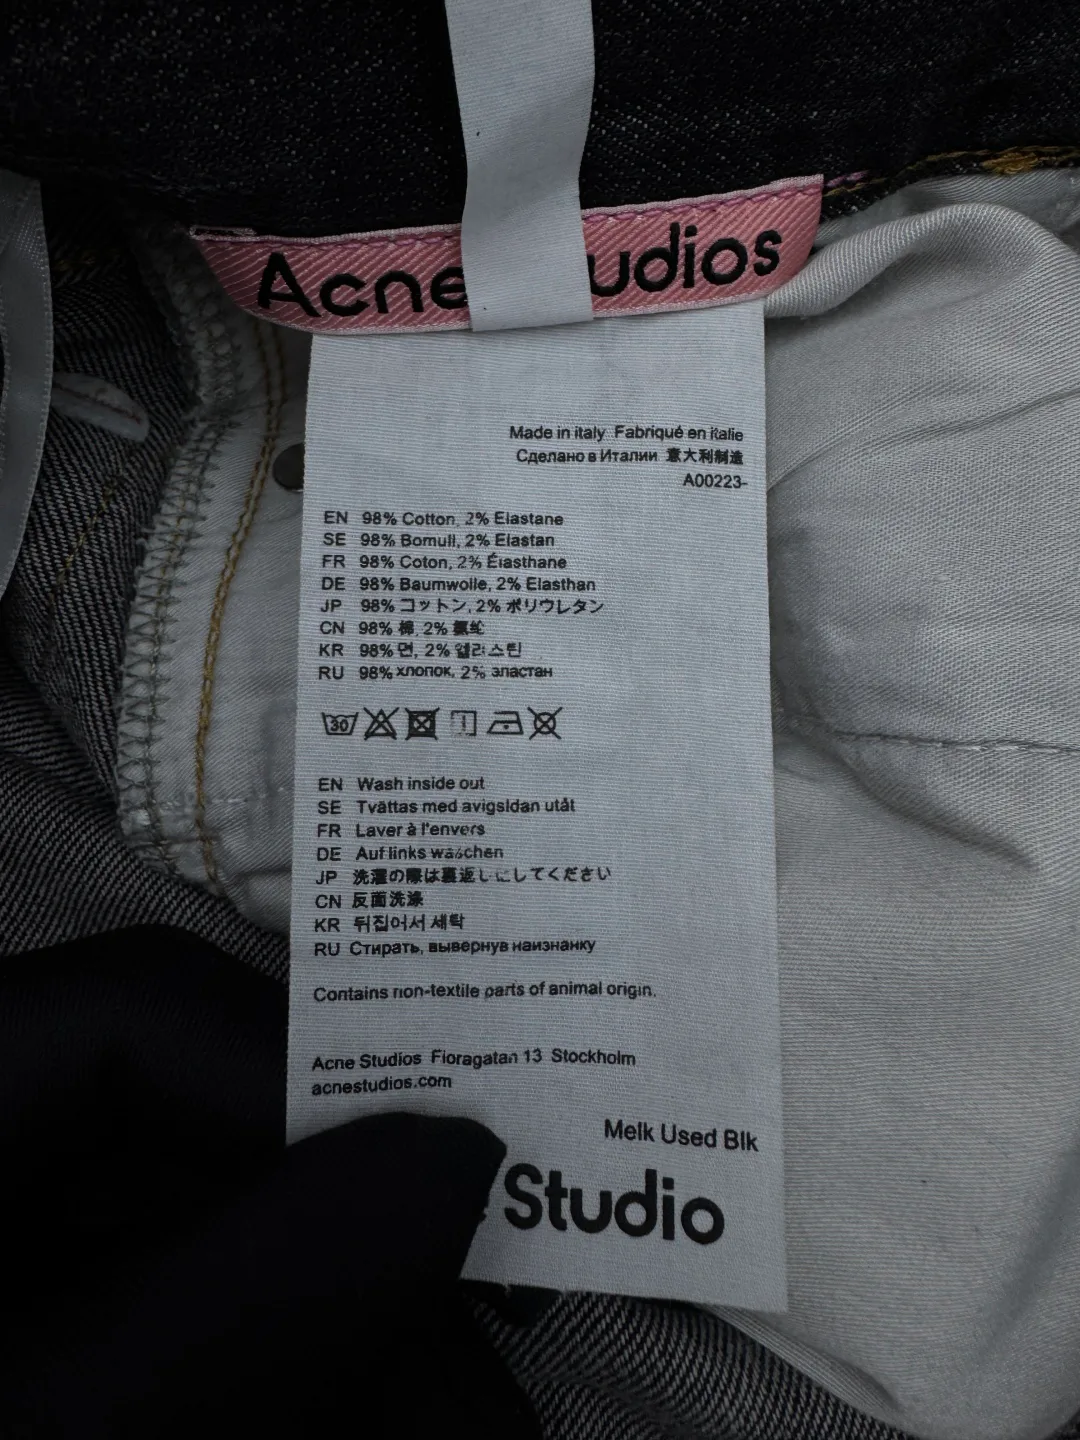 Acne udios
Made in italy Fabriqué en italie
Сделано в Италии 意大利制造
A00223-
EN 98% Cotton, 2% Elastane
SE 98% Bomull, 2% Elastan
FR 98% Coton, 2% Élasthane
DE 98% Baumwolle, 2% Elasthan
JP 98% コットン, 2% ポリウレタン
CN 98% 棉, 2% 氨纶
KR 98% 면, 2% 엘라스틴
RU 98% хлопок, 2% эластан
30
EN Wash inside out
SE Tvättas med avigsidan utåt
FR Laver à l'envers
DE Auf links waschen
JP 洗濯の際は裏返しにしてください
CN 反面洗涤
KR 뒤집어서 세탁
RU Стирать, вывернув наизнанку
Contains non-textile parts of animal origin.
Acne Studios Floragatan 13 Stockholm
acnestudios.com
Melk Used Blk
Studio